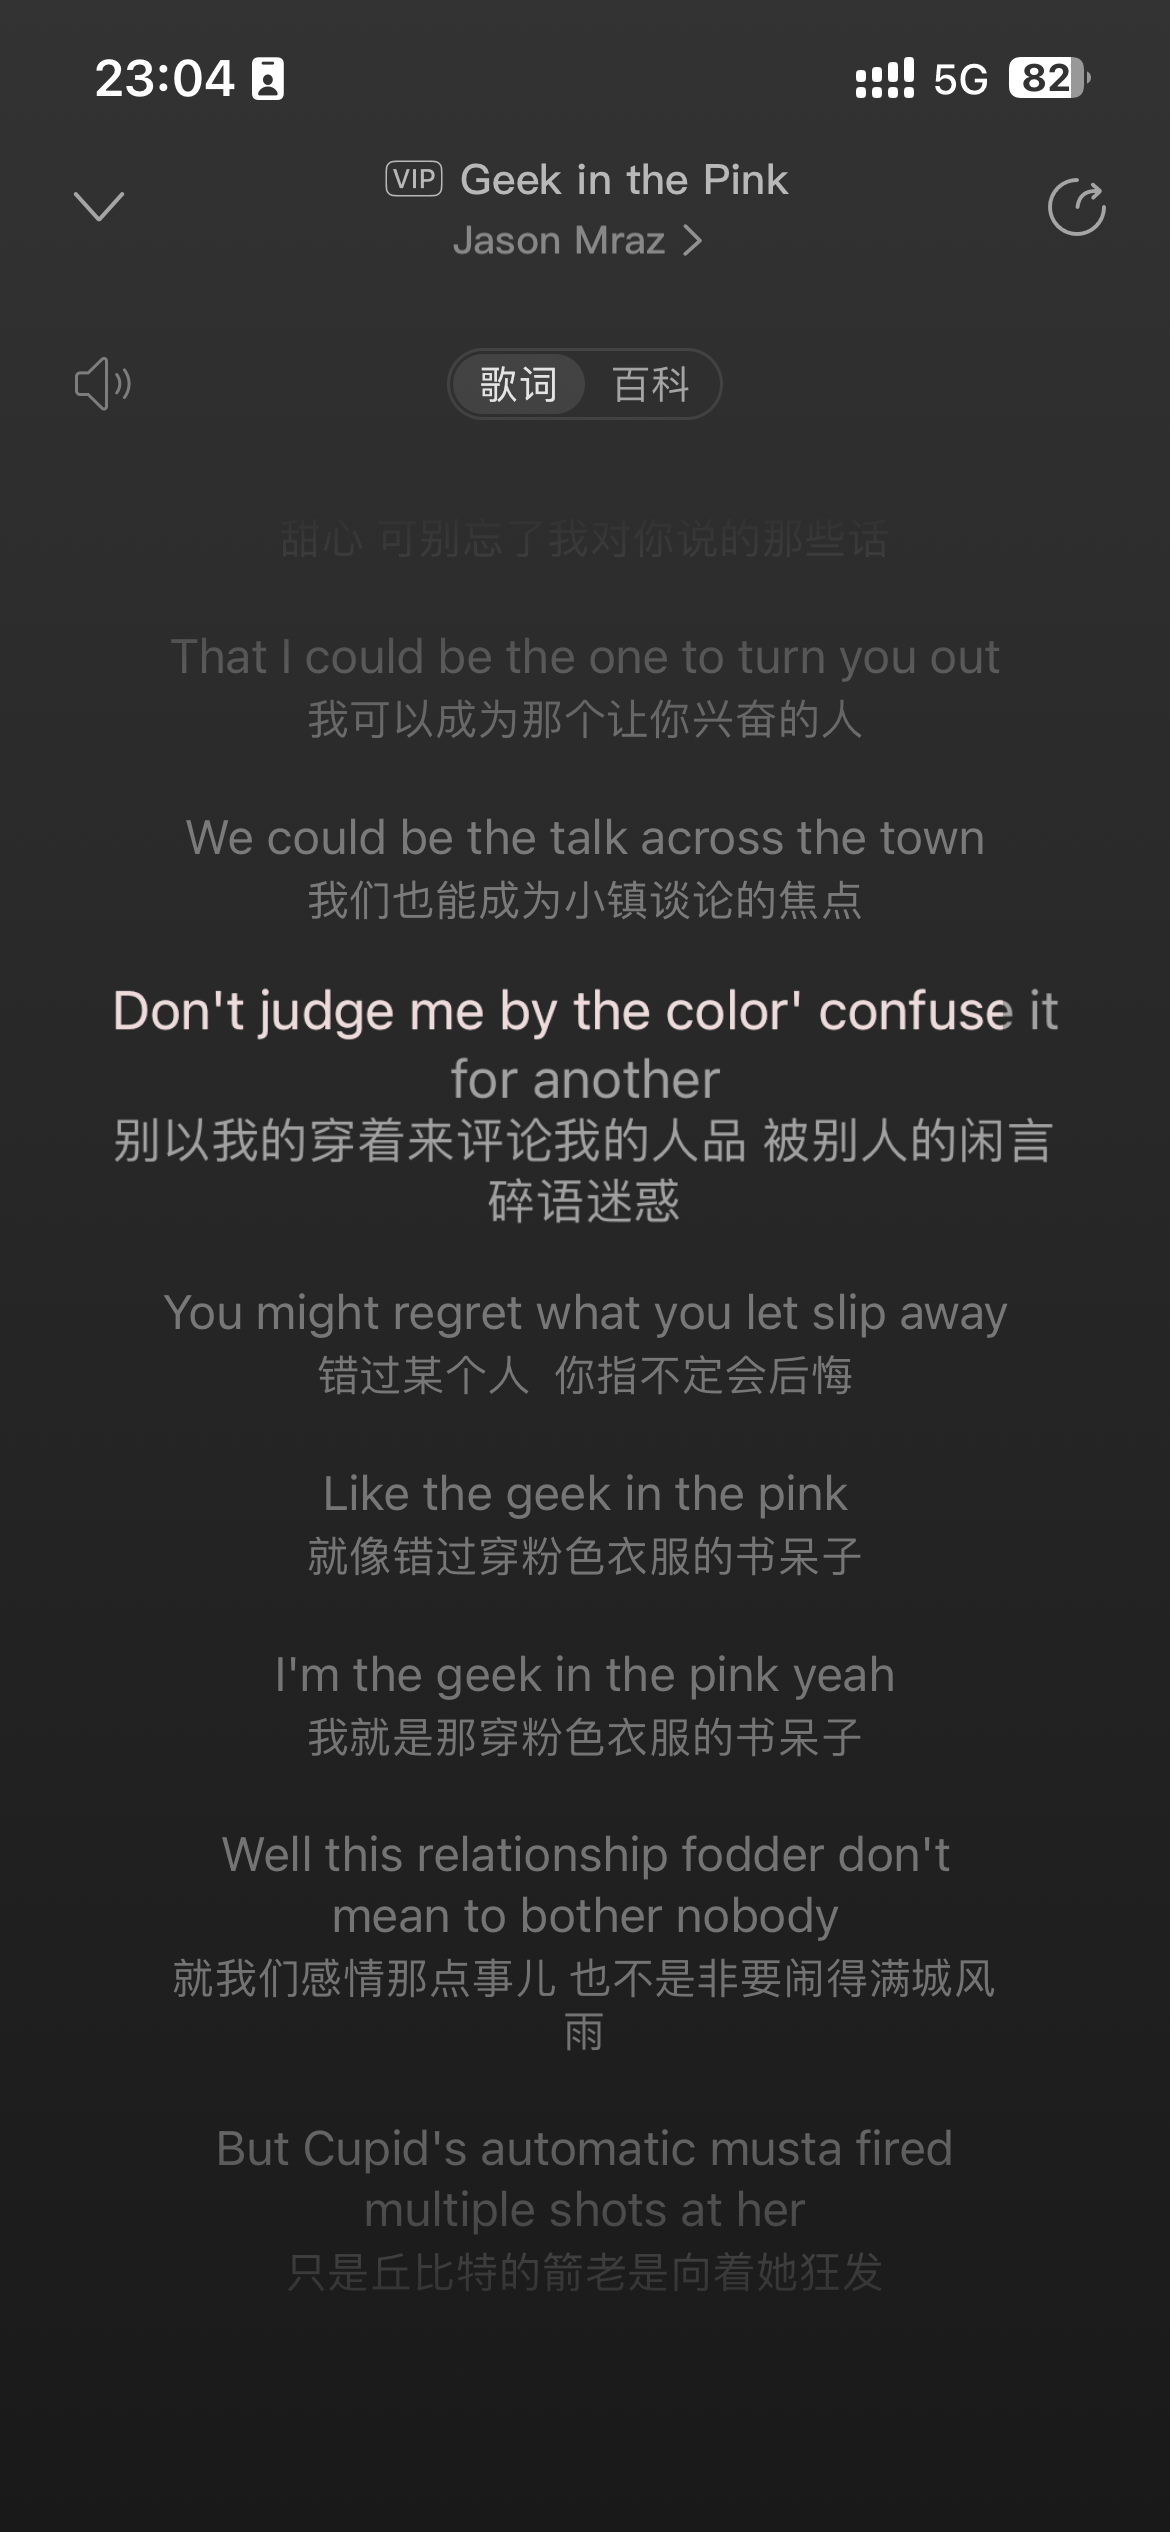 23:04
5G 82
VIP Geek in the Pink
Jason Mraz
歌词 百科
甜心 可别忘了我对你说的那些话
That I could be the one to turn you out
我可以成为那个让你兴奋的人
We could be the talk across the town
我们也能成为小镇谈论的焦点
Don't judge me by the color' confuse it
for another
别以我的穿着来评论我的人品 被别人的闲言
碎语迷惑
You might regret what you let slip away
错过某个人  你指不定会后悔
Like the geek in the pink
就像错过穿粉色衣服的书呆子
I'm the geek in the pink yeah
我就是那穿粉色衣服的书呆子
Well this relationship fodder don't
mean to bother nobody
就我们感情那点事儿 也不是非要闹得满城风
雨
But Cupid's automatic musta fired
multiple shots at her
只是丘比特的箭老是向着她狂发